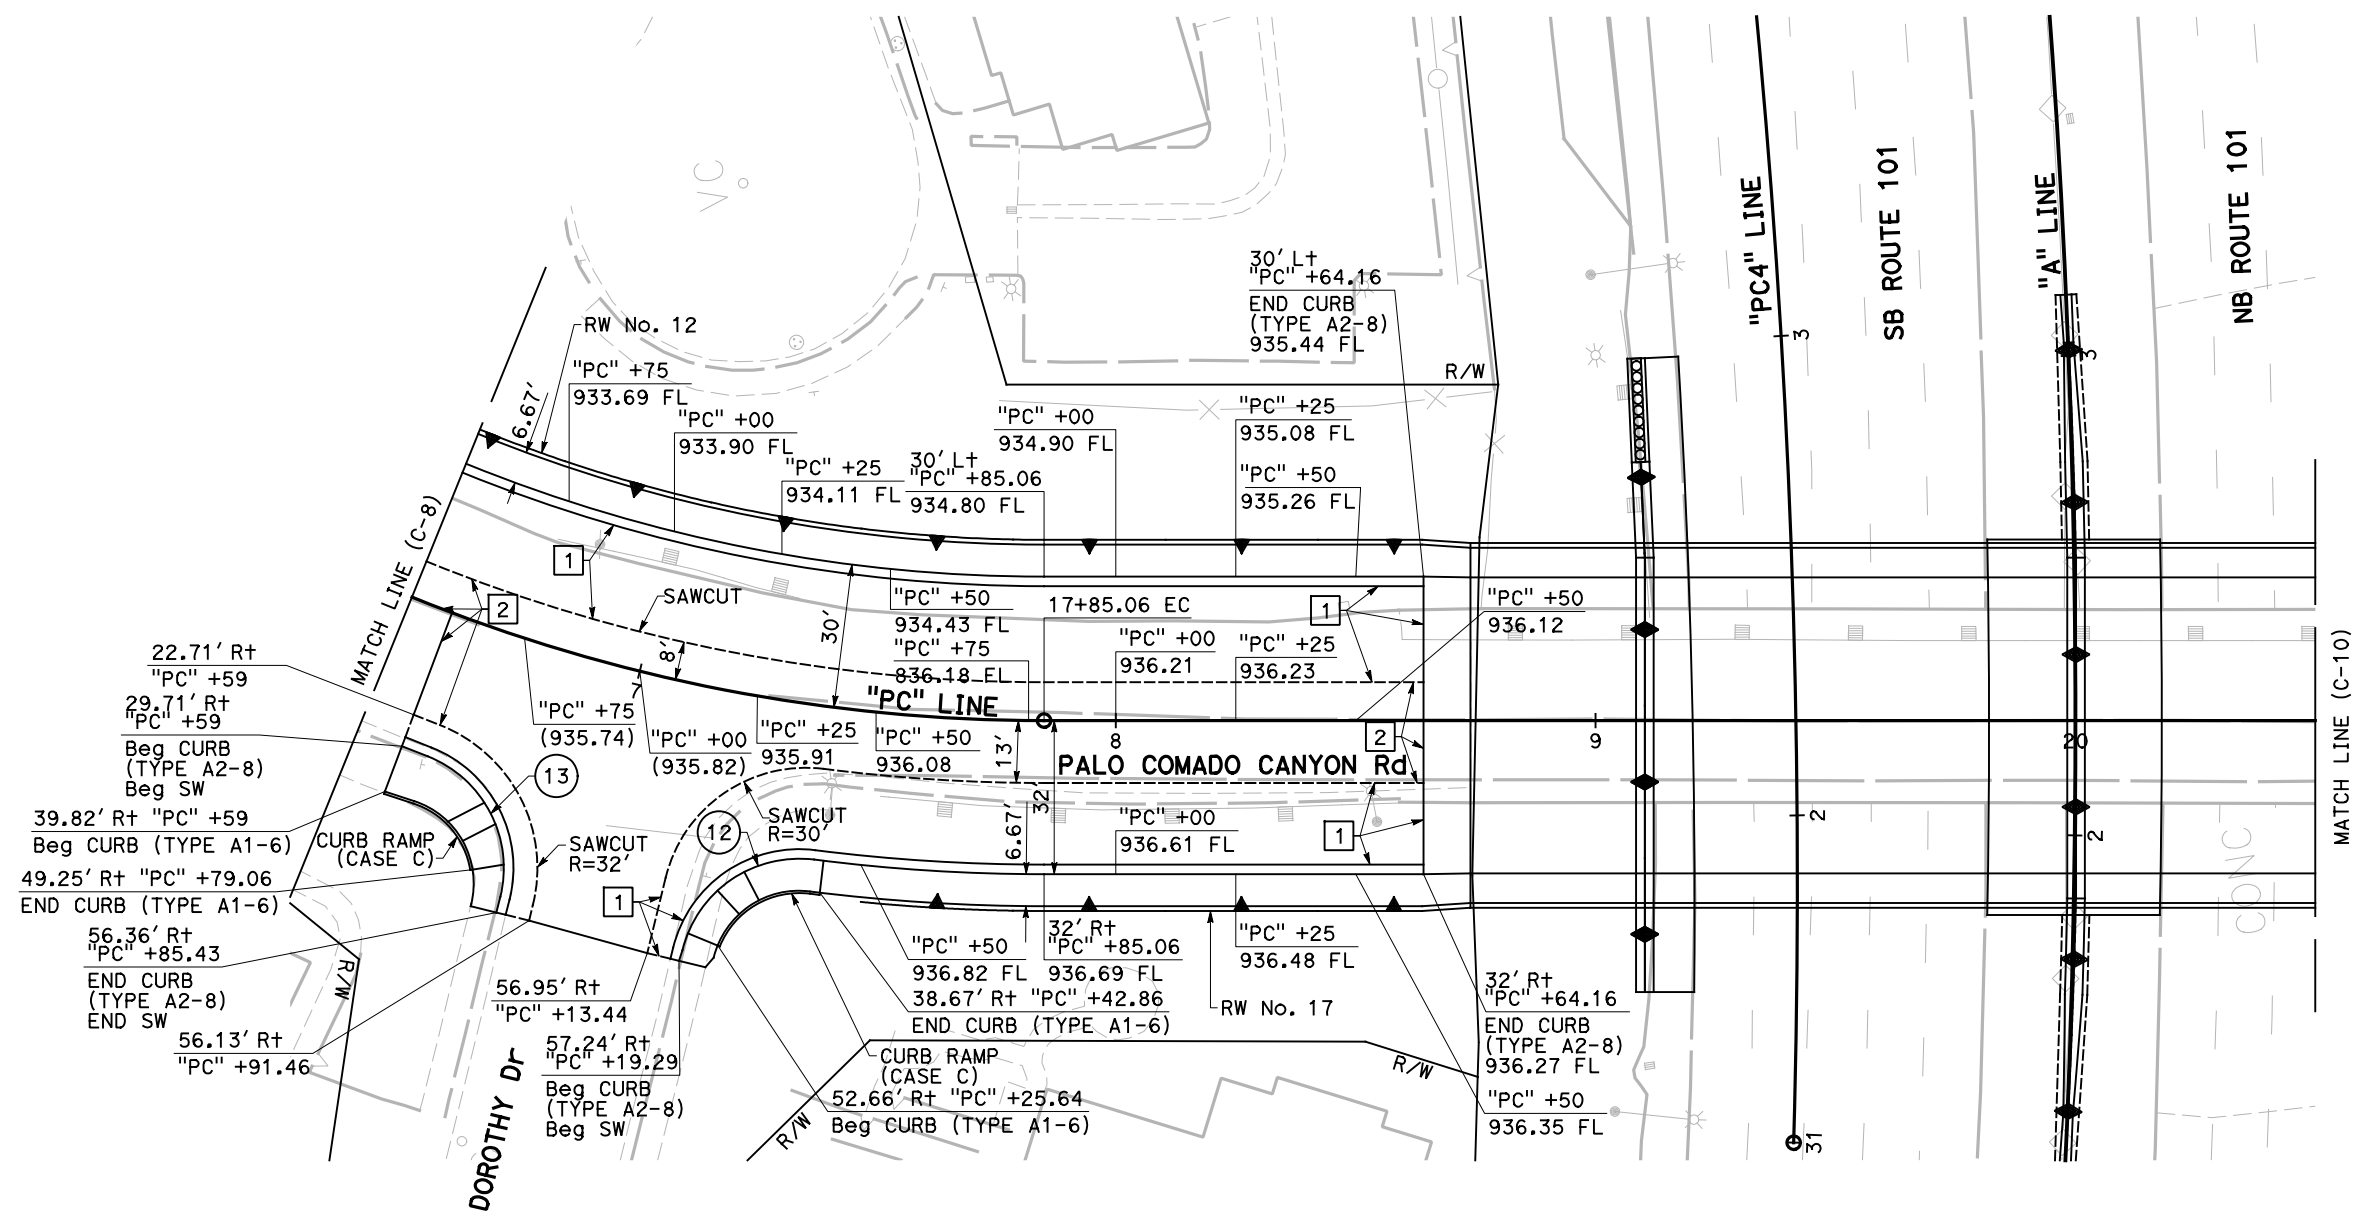 VC
30' Lt
"PC" +64.16
END CURB
(TYPE A2-8)
935.44 FL
"PC4" LINE
SB ROUTE 101
"A" LINE
NB ROUTE 101
3
3
RW No. 12
"PC" +75
933.69 FL
6.67'
R/W
"PC" +00
933.90 FL
"PC" +00
934.90 FL
"PC" +25
935.08 FL
"PC" +25
934.11 FL
30' Lt
"PC" +85.06
934.80 FL
"PC" +50
935.26 FL
MATCH LINE (C-8)
1
2
SAWCUT
8'
30'
"PC" +50
934.43 FL
17+85.06 EC
1
"PC" +50
936.12
"PC" +75
836.18 EL
"PC" +00
936.21
"PC" +25
936.23
MATCH LINE (C-10)
22.71' Rt
"PC" +59
29.71' Rt
"PC" +59
Beg CURB
(TYPE A2-8)
Beg SW
7
"PC" LINE
"PC" +75
(935.74)
"PC" +00
(935.82)
"PC" +25
935.91
"PC" +50
936.08
13'
8
2
9
20
PALO COMADO CANYON Rd
13
32'
39.82' Rt "PC" +59
Beg CURB (TYPE A1-6)
CURB RAMP
(CASE C)
SAWCUT
R=32'
12
SAWCUT
R=30'
6.67'
"PC" +00
936.61 FL
1
2
2
CONC
49.25' Rt "PC" +79.06
END CURB (TYPE A1-6)
1
56.36' Rt
"PC" +85.43
END CURB
(TYPE A2-8)
END SW
R/W
"PC" +50
936.82 FL
32' Rt
"PC" +85.06
936.69 FL
"PC" +25
936.48 FL
56.95' Rt
"PC" +13.44
38.67' Rt "PC" +42.86
END CURB (TYPE A1-6)
RW No. 17
32' Rt
"PC" +64.16
END CURB
(TYPE A2-8)
936.27 FL
56.13' Rt
"PC" +91.46
57.24' Rt
"PC" +19.29
Beg CURB
(TYPE A2-8)
Beg SW
CURB RAMP
(CASE C)
R/W
52.66' Rt "PC" +25.64
Beg CURB (TYPE A1-6)
"PC" +50
936.35 FL
DOROTHY Dr
R/W
31